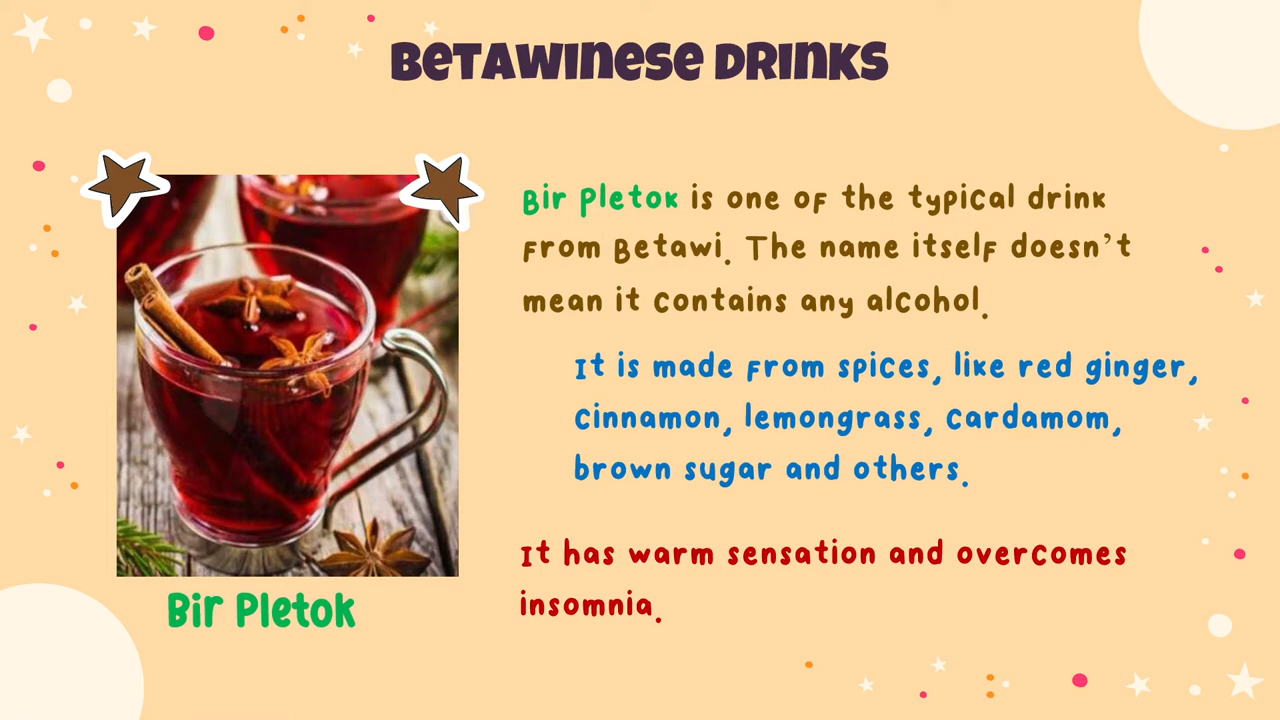 Betawinese Drinks
Bir Pletok is one of the typical drink
from Betawi. The name itself doesn't
mean it contains any alcohol.
It is made from spices, like red ginger,
cinnamon, lemongrass, cardamom,
brown sugar and others.
It has warm sensation and overcomes
insomnia.
Bir Pletok